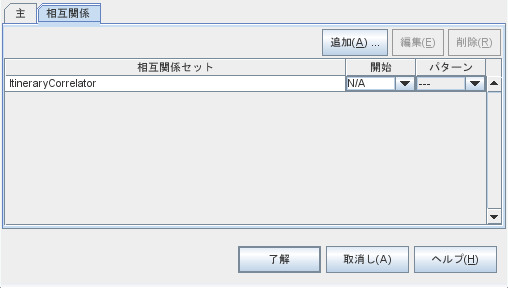 主 相互関係
追加(A) ... 編集(E) 削除(R)
相互関係セット 開始 パターン
ItineraryCorrelator N/A ---
了解 取消し(A) ヘルプ(H)